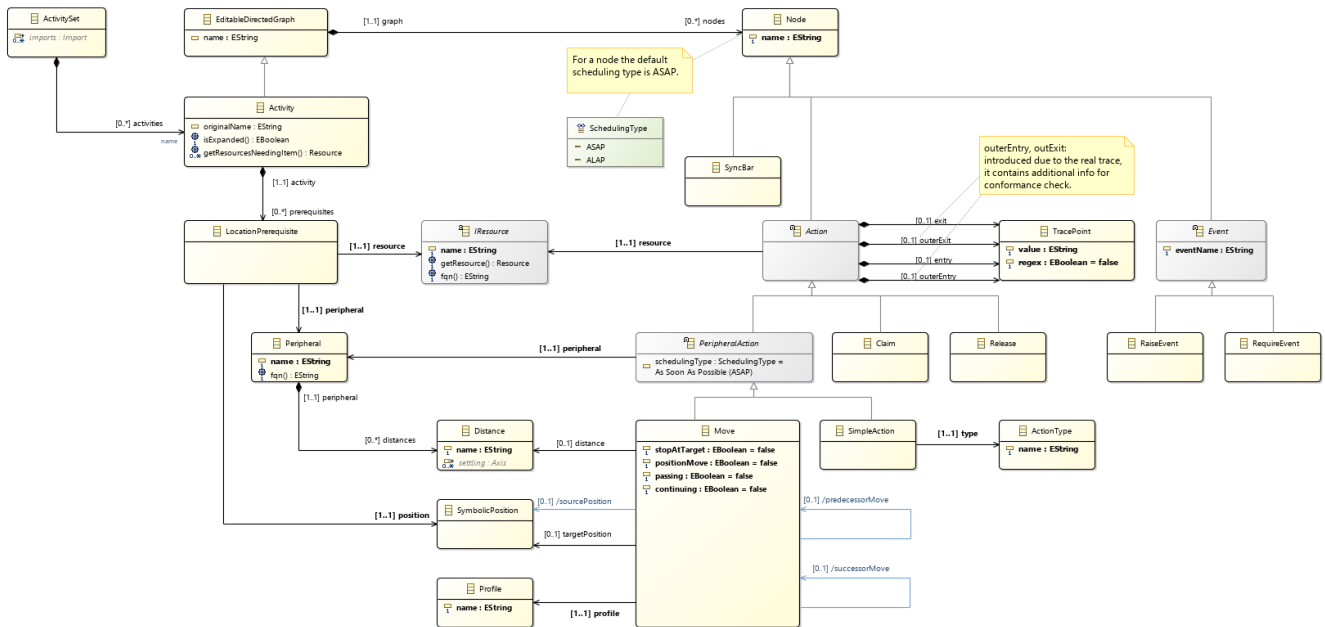 ActivitySet
imports : Import
0..*
EditableDirectedGraph
name : EString
[1..1] graph
[0..*] nodes
Node
name : EString
For a node the default
scheduling type is ASAP.
SchedulingType
ASAP
ALAP
[0..*] activities
name
Activity
originalName : EString
isExpanded() : EBoolean
getResourcesNeedingItem() : Resource
0..*
[1..1] activity
[0..*] prerequisites
SyncBar
outerEntry, outExit:
introduced due to the real trace,
it contains additional info for
conformance check.
LocationPrerequisite
[1..1] resource
IResource
name : EString
getResource() : Resource
fqn() : EString
[1..1] resource
Action
[0..1] exit
[0..1] outerExit
[0..1] entry
[0..1] outerEntry
TracePoint
value : EString
regex : EBoolean = false
Event
eventName : EString
[1..1] peripheral
Peripheral
name : EString
fqn() : EString
[1..1] peripheral
PeripheralAction
schedulingType : SchedulingType =
As Soon As Possible (ASAP)
Claim
Release
RaiseEvent
RequireEvent
[1..1] peripheral
[0..*] distances
Distance
name : EString
settling : Axis
0..*
[0..1] distance
Move
stopAtTarget : EBoolean = false
positionMove : EBoolean = false
passing : EBoolean = false
continuing : EBoolean = false
SimpleAction
[1..1] type
ActionType
name : EString
[1..1] position
SymbolicPosition
[0..1] /sourcePosition
[0..1] targetPosition
[0..1] /predecessorMove
[0..1] /successorMove
Profile
name : EString
[1..1] profile